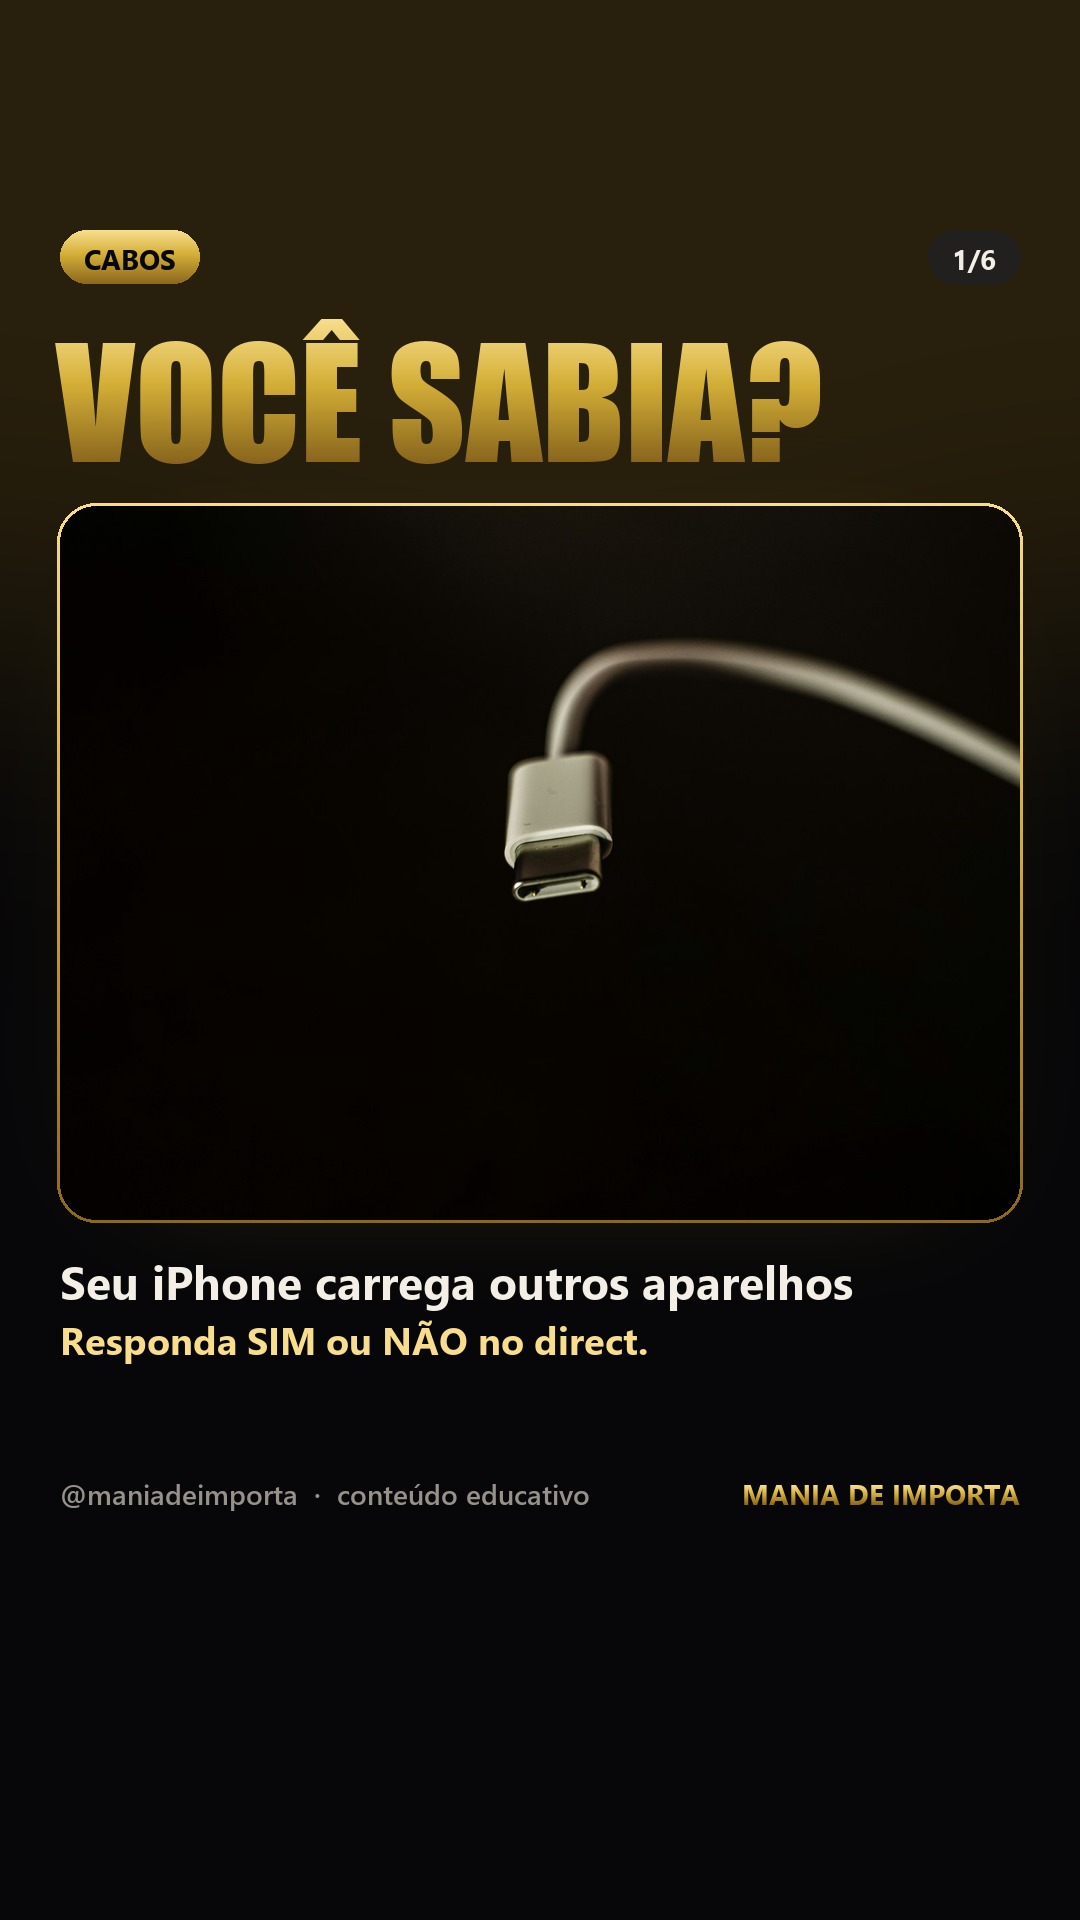 CABOS
1/6
VOCÊ SABIA?
Seu iPhone carrega outros aparelhos
Responda SIM ou NÃO no direct.
@maniadeimporta · conteúdo educativo
MANIA DE IMPORTA